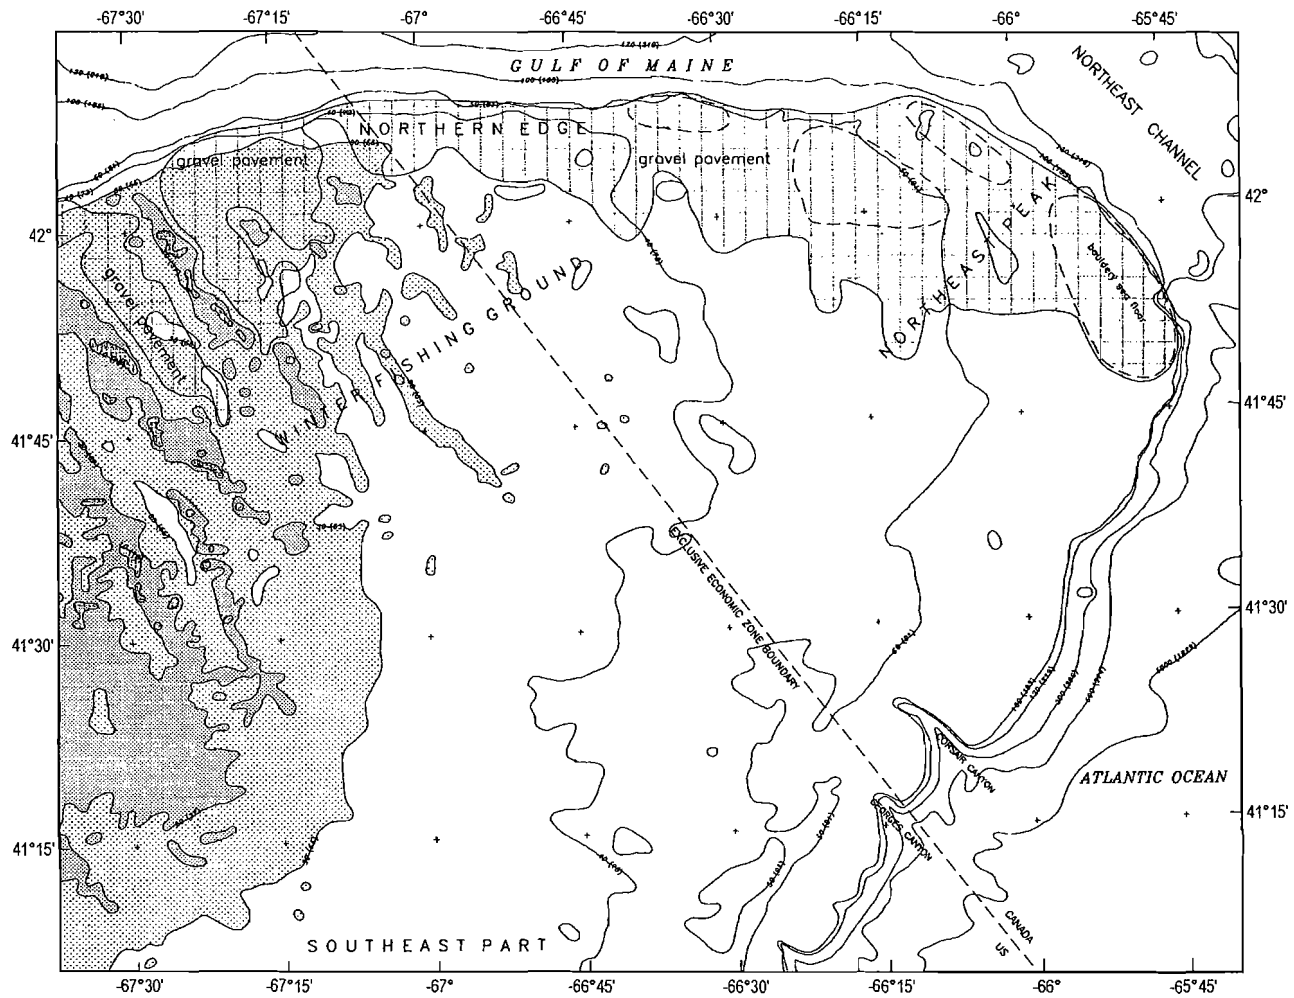 -67°30' -67°15' -67° -66°45' -66°30' -66°15' -66° -65°45'
GULF OF MAINE
NORTHEAST CHANNEL
NORTHERN EDGE
gravel pavement
gravel pavement
gravel pavement
NORTHEAST PEAK
bouldery sea floor
42°
42°
WINTER FISHING GROUND
41°45'
41°45'
EXCLUSIVE ECONOMIC ZONE BOUNDARY
41°30'
41°30'
CORSAIR CANYON
ATLANTIC OCEAN
GEORGES CANYON
41°15'
41°15'
CANADA
US
SOUTHEAST PART
-67°30' -67°15' -67° -66°45' -66°30' -66°15' -66° -65°45'